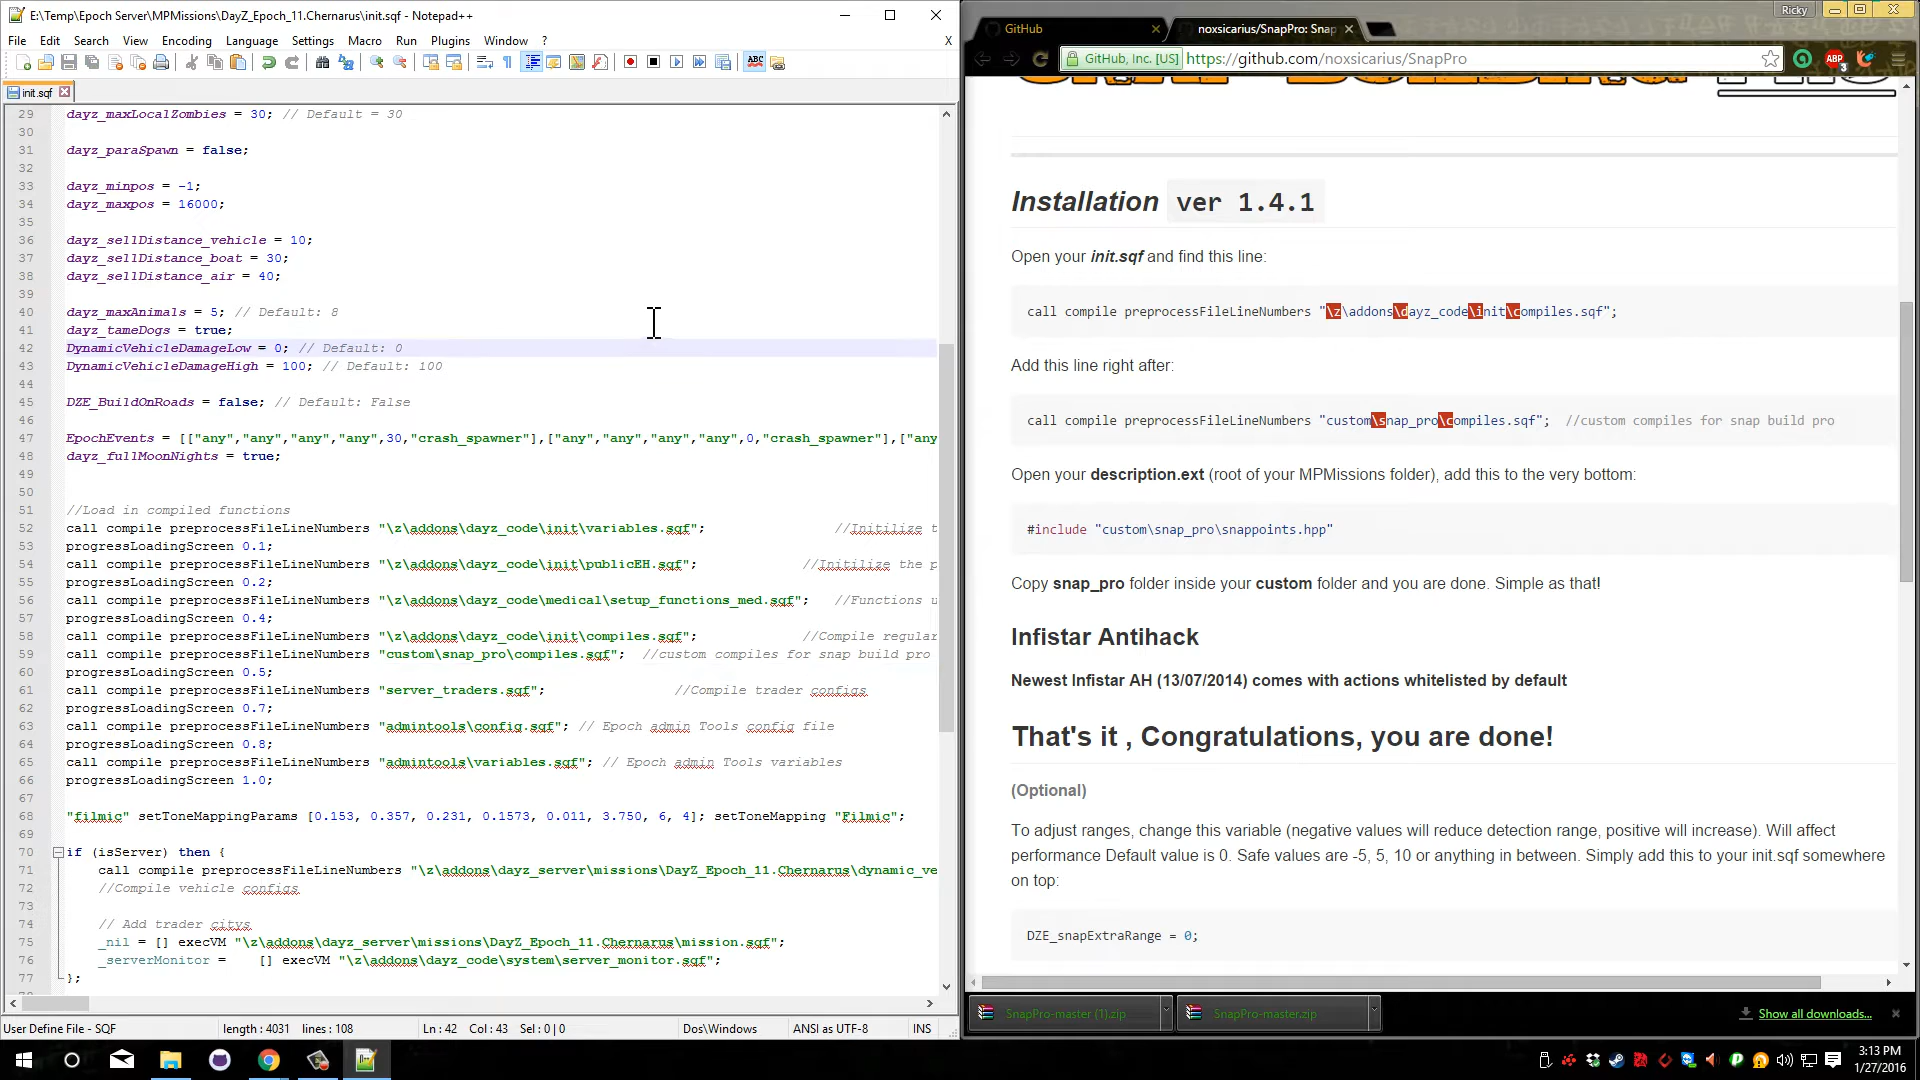 E:\Temp\Epoch Server\MPMissions\DayZ_Epoch_11.Chernarus\init.sqf - Notepad++
File Edit Search View Encoding Language Settings Macro Run Plugins Window ? X
init.sqf
29 dayz_maxLocalZombies = 30; // Default = 30
30
31 dayz_paraSpawn = false;
32
33 dayz_minpos = -1;
34 dayz_maxpos = 16000;
35
36 dayz_sellDistance_vehicle = 10;
37 dayz_sellDistance_boat = 30;
38 dayz_sellDistance_air = 40;
39
40 dayz_maxAnimals = 5; // Default: 8
41 dayz_tameDogs = true;
42 DynamicVehicleDamageLow = 0; // Default: 0
43 DynamicVehicleDamageHigh = 100; // Default: 100
44
45 DZE_BuildOnRoads = false; // Default: False
46
47 EpochEvents = [["any","any","any","any",30,"crash_spawner"],["any","any","any","any",0,"crash_spawner"],["any
48 dayz_fullMoonNights = true;
49
50
51 //Load in compiled functions
52 call compile preprocessFileLineNumbers "\z\addons\dayz_code\init\variables.sqf"; //Initilize t
53 progressLoadingScreen 0.1;
54 call compile preprocessFileLineNumbers "\z\addons\dayz_code\init\publicEH.sqf"; //Initilize the p
55 progressLoadingScreen 0.2;
56 call compile preprocessFileLineNumbers "\z\addons\dayz_code\medical\setup_functions_med.sqf"; //Functions u
57 progressLoadingScreen 0.4;
58 call compile preprocessFileLineNumbers "\z\addons\dayz_code\init\compiles.sqf"; //Compile regular
59 call compile preprocessFileLineNumbers "custom\snap_pro\compiles.sqf"; //custom compiles for snap build pro
60 progressLoadingScreen 0.5;
61 call compile preprocessFileLineNumbers "server_traders.sqf"; //Compile trader configs
62 progressLoadingScreen 0.7;
63 call compile preprocessFileLineNumbers "admintools\config.sqf"; // Epoch admin Tools config file
64 progressLoadingScreen 0.8;
65 call compile preprocessFileLineNumbers "admintools\variables.sqf"; // Epoch admin Tools variables
66 progressLoadingScreen 1.0;
67
68 "filmic" setToneMappingParams [0.153, 0.357, 0.231, 0.1573, 0.011, 3.750, 6, 4]; setToneMapping "Filmic";
69
70 if (isServer) then {
71 call compile preprocessFileLineNumbers "\z\addons\dayz_server\missions\DayZ_Epoch_11.Chernarus\dynamic_ve
72 //Compile vehicle configs
73
74 // Add trader citys
75 _nil = [] execVM "\z\addons\dayz_server\missions\DayZ_Epoch_11.Chernarus\mission.sqf";
76 _serverMonitor = [] execVM "\z\addons\dayz_code\system\server_monitor.sqf";
77 };
User Define File - SQF length : 4031 lines : 108 Ln : 42 Col : 43 Sel : 0 | 0 Dos\Windows ANSI as UTF-8 INS
Ricky
GitHub
noxsicarius/SnapPro: Snap
GitHub, Inc. [US] https://github.com/noxsicarius/SnapPro
ABP
Installation ver 1.4.1
Open your init.sqf and find this line:
call compile preprocessFileLineNumbers "\z\addons\dayz_code\init\compiles.sqf";
Add this line right after:
call compile preprocessFileLineNumbers "custom\snap_pro\compiles.sqf"; //custom compiles for snap build pro
Open your description.ext (root of your MPMissions folder), add this to the very bottom:
#include "custom\snap_pro\snappoints.hpp"
Copy snap_pro folder inside your custom folder and you are done. Simple as that!
Infistar Antihack
Newest Infistar AH (13/07/2014) comes with actions whitelisted by default
That's it , Congratulations, you are done!
(Optional)
To adjust ranges, change this variable (negative values will reduce detection range, positive will increase). Will affect
performance Default value is 0. Safe values are -5, 5, 10 or anything in between. Simply add this to your init.sqf somewhere
on top:
DZE_snapExtraRange = 0;
SnapPro-master (1).zip
SnapPro-master.zip
Show all downloads...
3:13 PM
1/27/2016